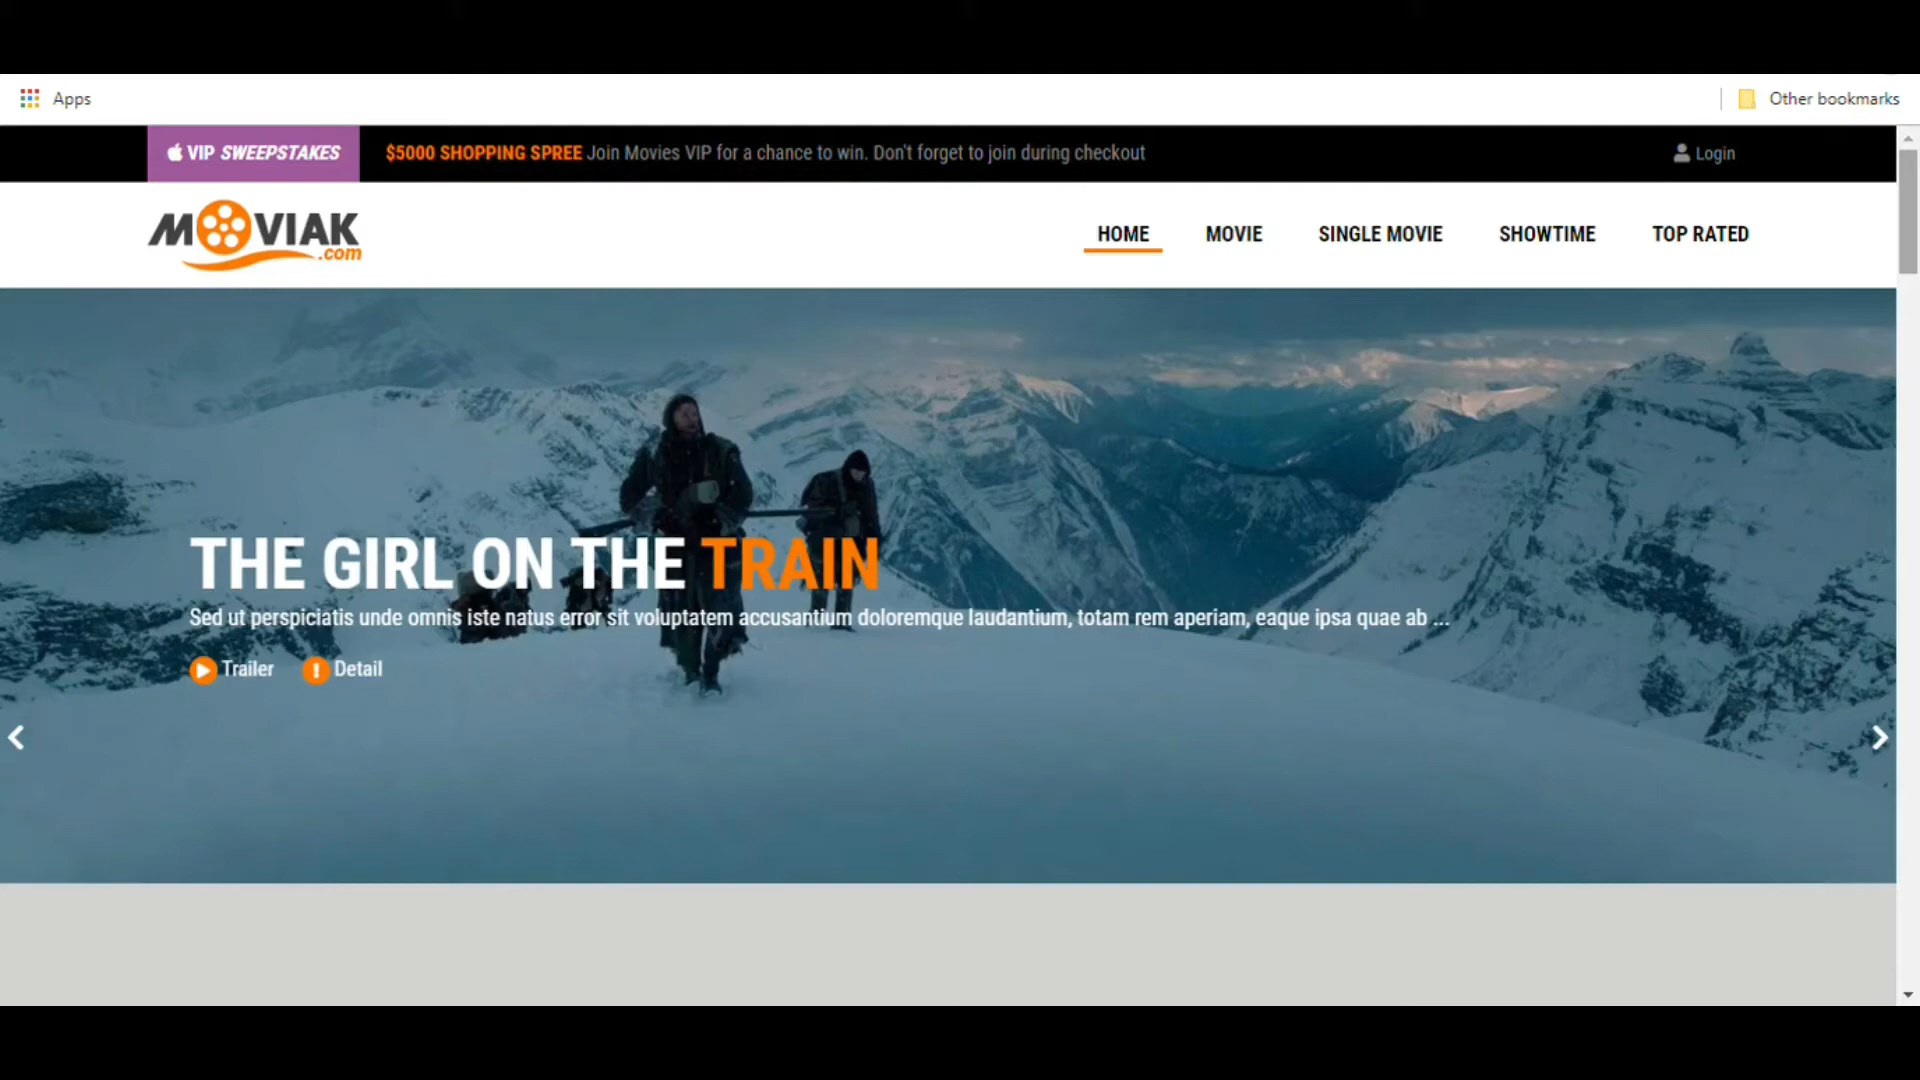 Apps
Other bookmarks
VIP SWEEPSTAKES
$5000 SHOPPING SPREE Join Movies VIP for a chance to win. Don't forget to join during checkout
Login
MOVIAK
.com
HOME
MOVIE
SINGLE MOVIE
SHOWTIME
TOP RATED
THE GIRL ON THE TRAIN
Sed ut perspiciatis unde omnis iste natus error sit voluptatem accusantium doloremque laudantium, totam rem aperiam, eaque ipsa quae ab ...
Trailer
Detail